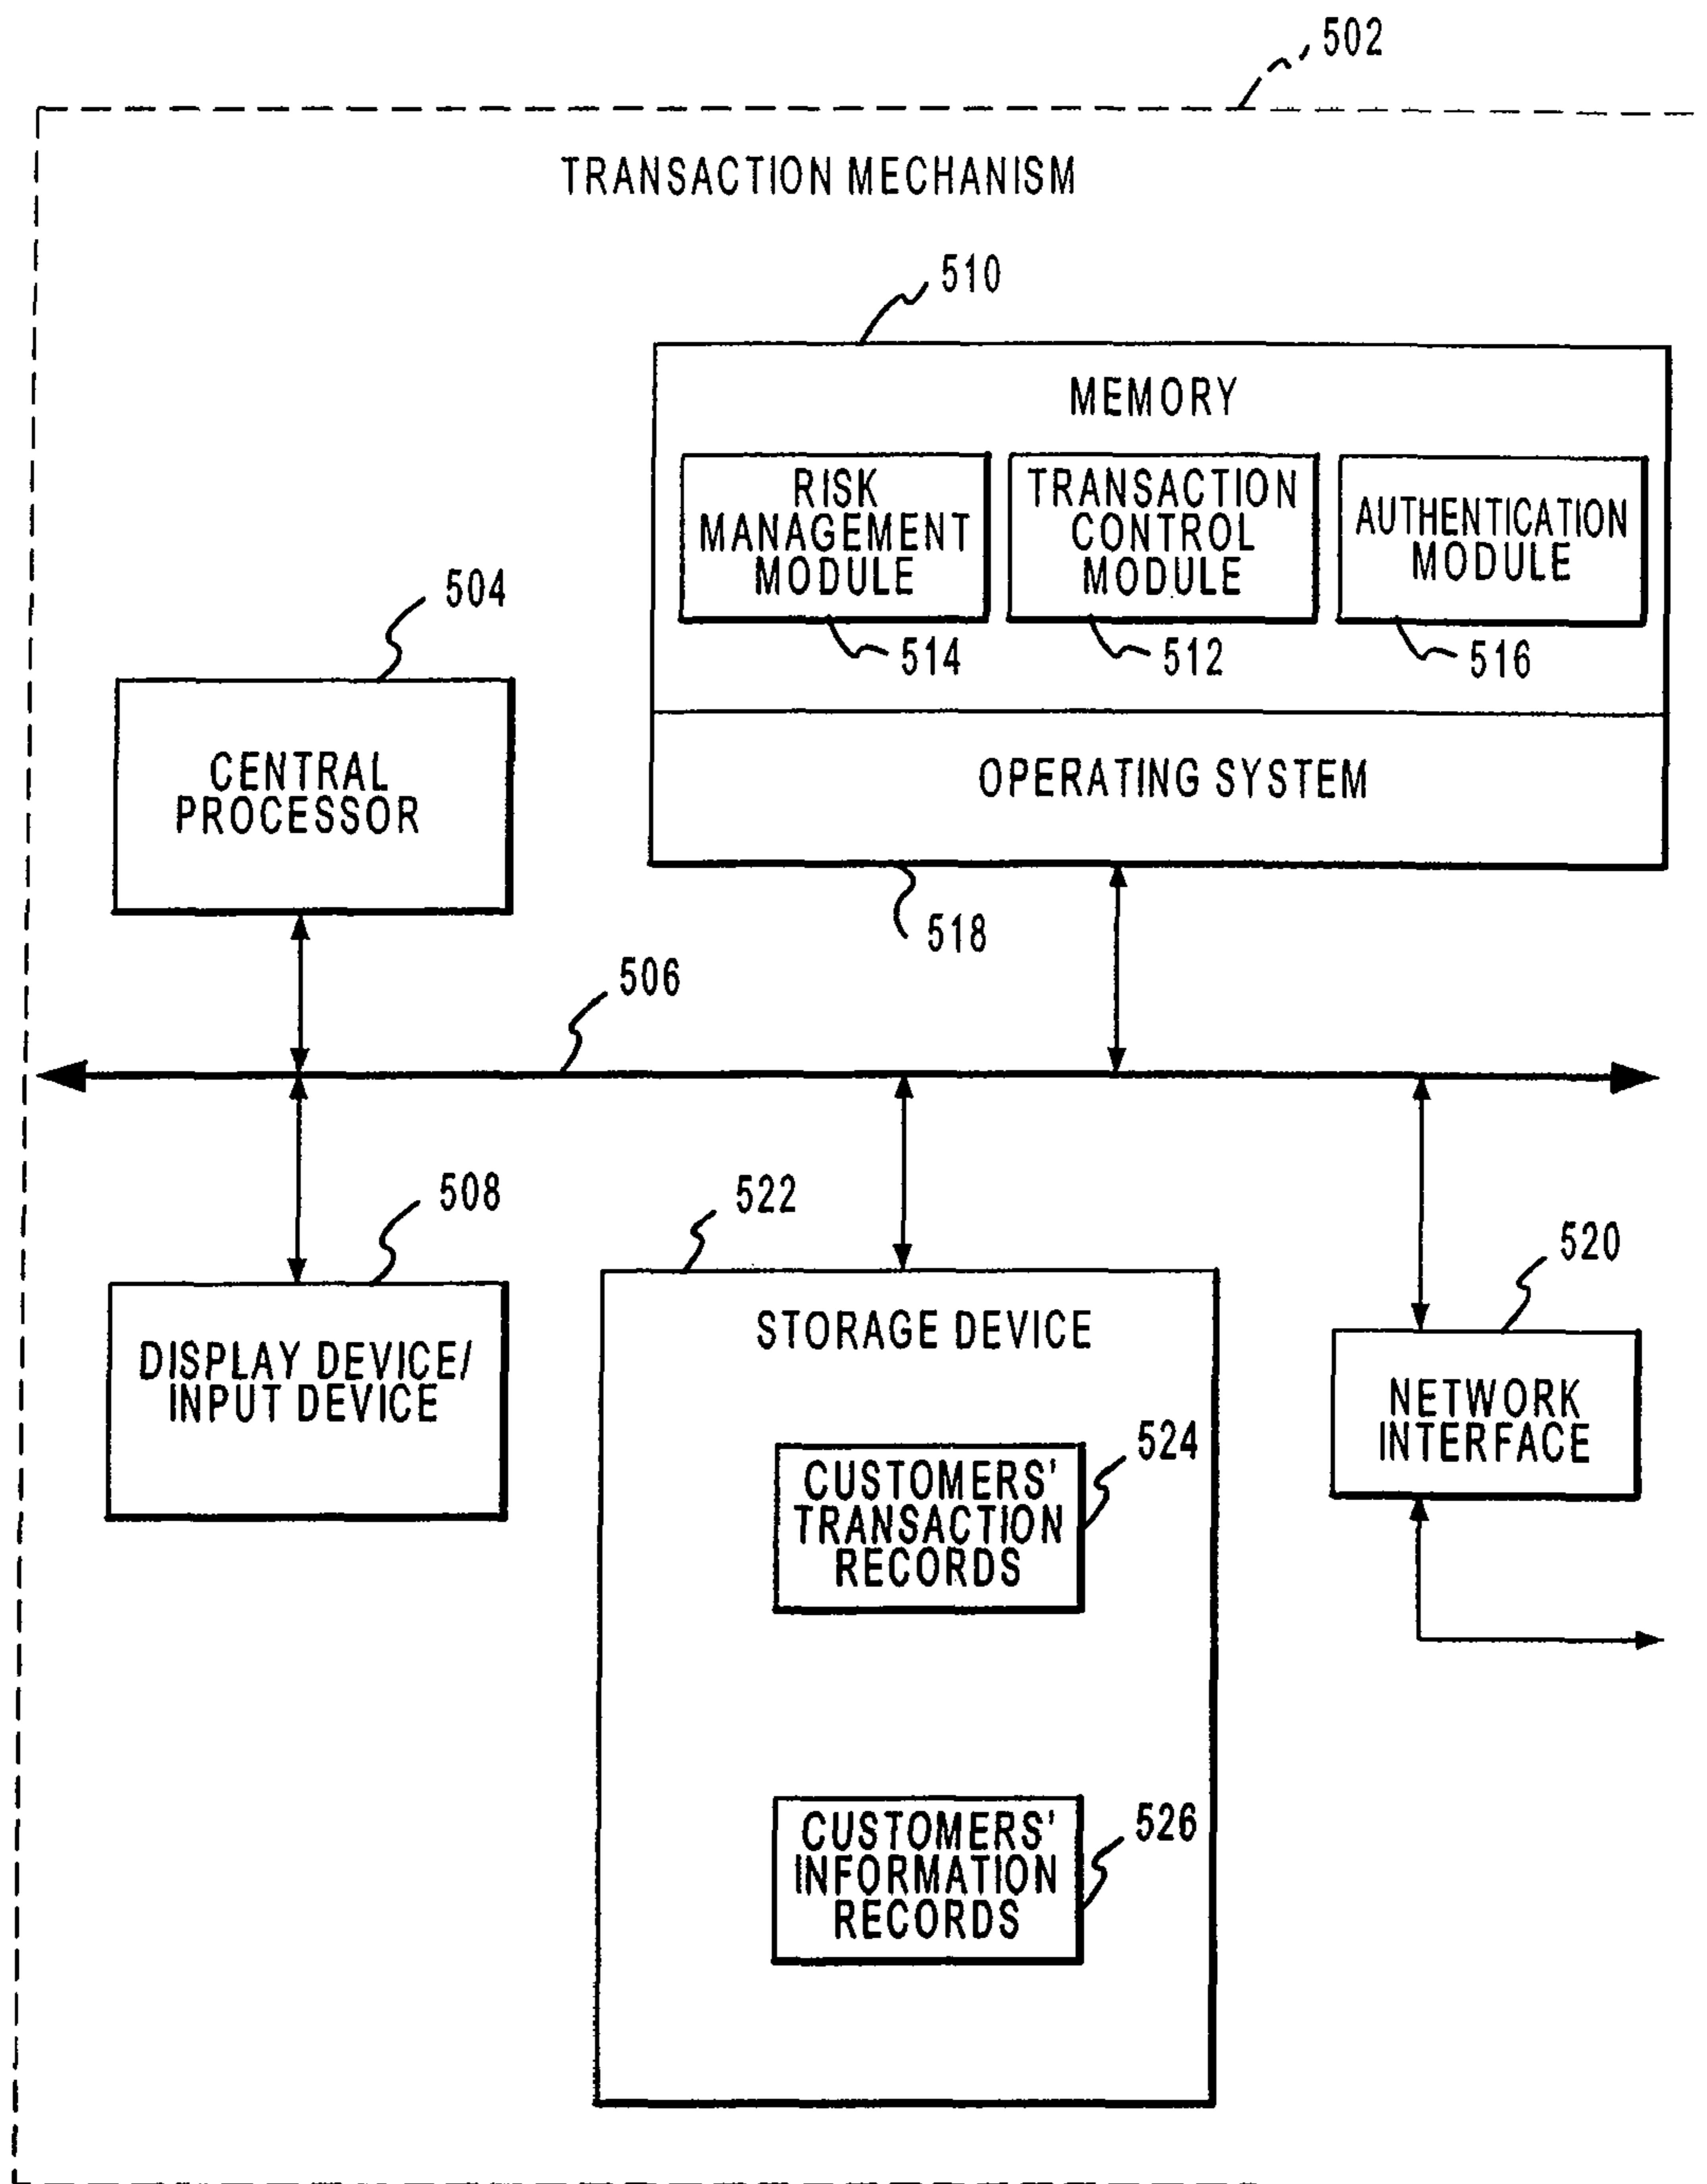 502
TRANSACTION MECHANISM
510
MEMORY
RISK
MANAGEMENT
MODULE
TRANSACTION
CONTROL
MODULE
AUTHENTICATION
MODULE
514
512
516
504
CENTRAL
PROCESSOR
OPERATING SYSTEM
518
506
508
DISPLAY DEVICE/
INPUT DEVICE
522
STORAGE DEVICE
520
NETWORK
INTERFACE
524
CUSTOMERS'
TRANSACTION
RECORDS
526
CUSTOMERS'
INFORMATION
RECORDS